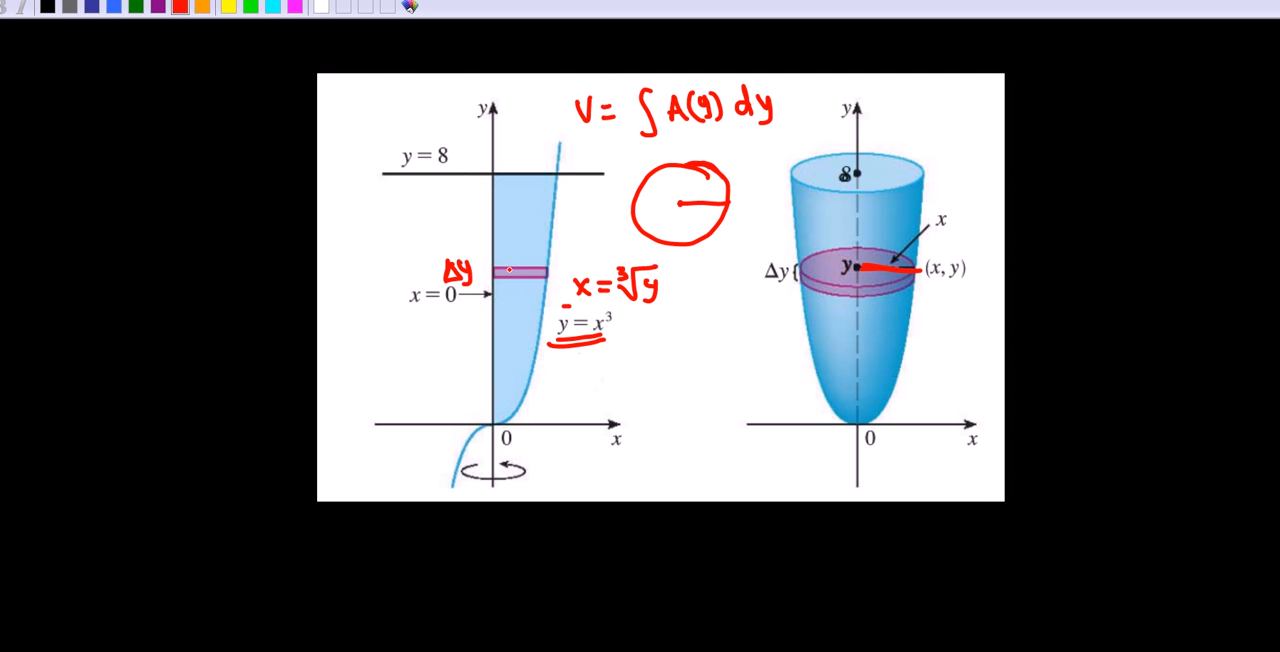 V = ∫ A(y) dy
y
y = 8
Δy
x = 0
x = ∛y
y = x³
0
x
y
8
x
Δy{
y
(x, y)
0
x